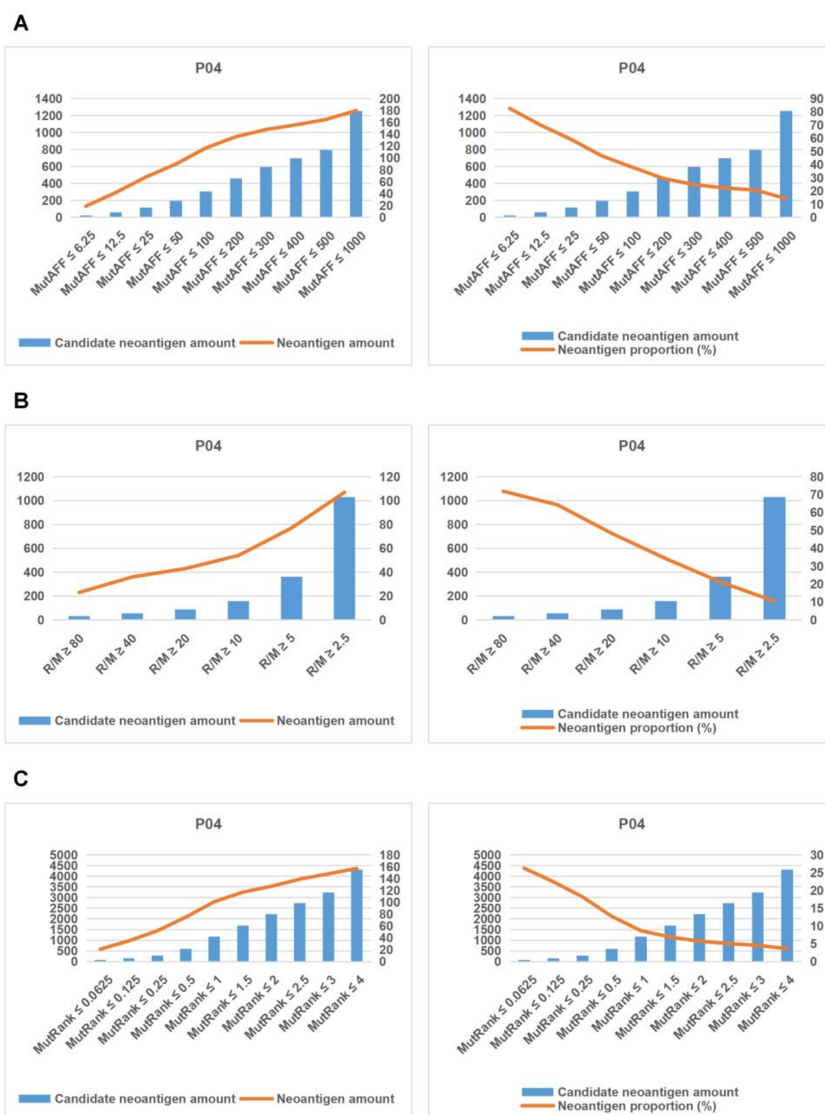 A
P04
1400
1200
1000
800
600
400
200
0
200
180
160
140
120
100
80
60
40
20
0
MutAFF ≤ 6.25
MutAFF ≤ 12.5
MutAFF ≤ 25
MutAFF ≤ 50
MutAFF ≤ 100
MutAFF ≤ 200
MutAFF ≤ 300
MutAFF ≤ 400
MutAFF ≤ 500
MutAFF ≤ 1000
Candidate neoantigen amount
Neoantigen amount
P04
1400
1200
1000
800
600
400
200
0
90
80
70
60
50
40
30
20
10
0
MutAFF ≤ 6.25
MutAFF ≤ 12.5
MutAFF ≤ 25
MutAFF ≤ 50
MutAFF ≤ 100
MutAFF ≤ 200
MutAFF ≤ 300
MutAFF ≤ 400
MutAFF ≤ 500
MutAFF ≤ 1000
Candidate neoantigen amount
Neoantigen proportion (%)
B
P04
1200
1000
800
600
400
200
0
120
100
80
60
40
20
0
R/M ≥ 80
R/M ≥ 40
R/M ≥ 20
R/M ≥ 10
R/M ≥ 5
R/M ≥ 2.5
Candidate neoantigen amount
Neoantigen amount
P04
1200
1000
800
600
400
200
0
80
70
60
50
40
30
20
10
0
R/M ≥ 80
R/M ≥ 40
R/M ≥ 20
R/M ≥ 10
R/M ≥ 5
R/M ≥ 2.5
Candidate neoantigen amount
Neoantigen proportion (%)
C
P04
5000
4500
4000
3500
3000
2500
2000
1500
1000
500
0
180
160
140
120
100
80
60
40
20
0
MutRank ≤ 0.0625
MutRank ≤ 0.125
MutRank ≤ 0.25
MutRank ≤ 0.5
MutRank ≤ 1
MutRank ≤ 1.5
MutRank ≤ 2
MutRank ≤ 2.5
MutRank ≤ 3
MutRank ≤ 4
Candidate neoantigen amount
Neoantigen amount
P04
5000
4500
4000
3500
3000
2500
2000
1500
1000
500
0
30
25
20
15
10
5
0
MutRank ≤ 0.0625
MutRank ≤ 0.125
MutRank ≤ 0.25
MutRank ≤ 0.5
MutRank ≤ 1
MutRank ≤ 1.5
MutRank ≤ 2
MutRank ≤ 2.5
MutRank ≤ 3
MutRank ≤ 4
Candidate neoantigen amount
Neoantigen proportion (%)